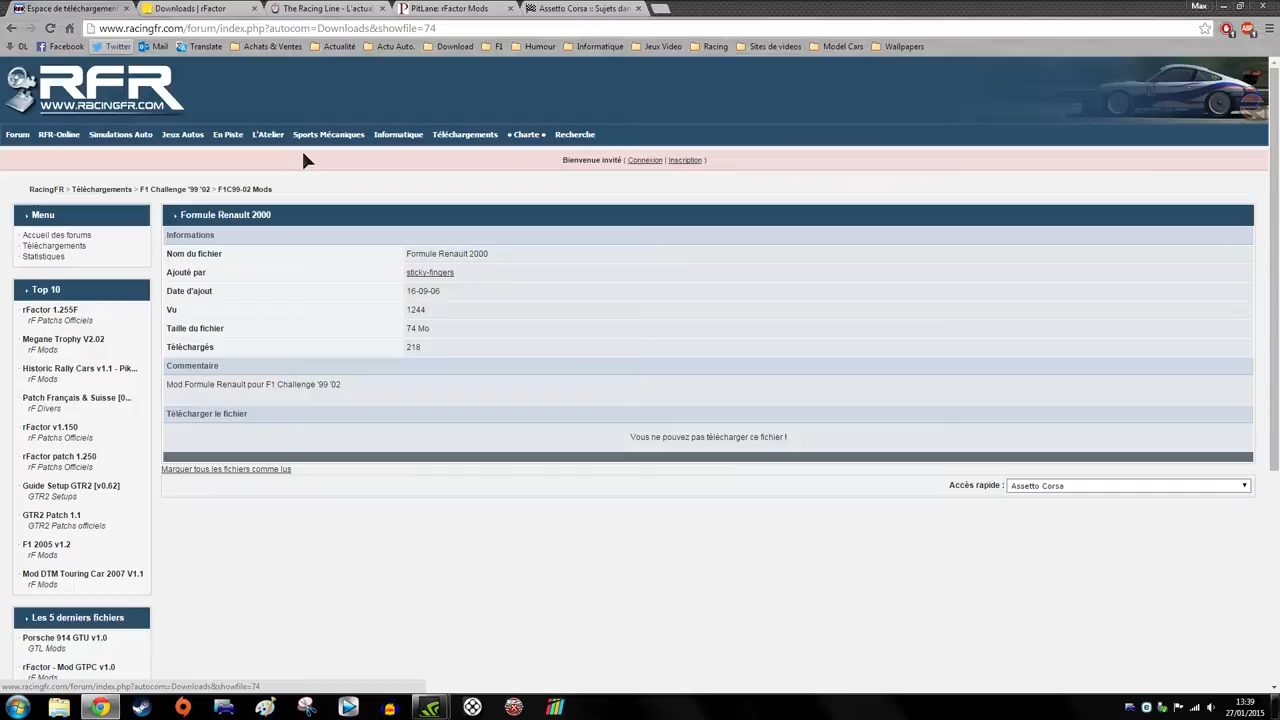 Espace de téléchargement
Downloads | rFactor
The Racing Line - L'actual
PitLane: rFactor Mods
Assetto Corsa :: Sujets dan
Max
www.racingfr.com/forum/index.php?autocom=Downloads&showfile=74
DL
Facebook
Twitter
Mail
Translate
Achats & Ventes
Actualité
Actu Auto.
Download
F1
Humour
Informatique
Jeux Video
Racing
Sites de videos
Model Cars
Wallpapers
RFR
WWW.RACINGFR.COM
Forum RFR-Online Simulations Auto Jeux Autos En Piste L'Atelier Sports Mécaniques Informatique Téléchargements • Charte • Recherche
Bienvenue invité ( Connexion | Inscription )
RacingFR > Téléchargements > F1 Challenge '99 '02 > F1C99-02 Mods
Menu
· Accueil des forums
· Téléchargements
· Statistiques
Top 10
· rFactor 1.255F
rF Patchs Officiels
· Megane Trophy V2.02
rF Mods
· Historic Rally Cars v1.1 - Pik...
rF Mods
· Patch Français & Suisse [0...
rF Divers
· rFactor v1.150
rF Patchs Officiels
· rFactor patch 1.250
rF Patchs Officiels
· Guide Setup GTR2 [v0.62]
GTR2 Setups
· GTR2 Patch 1.1
GTR2 Patchs officiels
· F1 2005 v1.2
rF Mods
· Mod DTM Touring Car 2007 V1.1
rF Mods
Les 5 derniers fichiers
· Porsche 914 GTU v1.0
GTL Mods
· rFactor - Mod GTPC v1.0
rF Mods
Formule Renault 2000
Informations
Nom du fichier Formule Renault 2000
Ajouté par sticky-fingers
Date d'ajout 16-09-06
Vu 1244
Taille du fichier 74 Mo
Téléchargés 218
Commentaire
Mod Formule Renault pour F1 Challenge '99 '02
Télécharger le fichier
Vous ne pouvez pas télécharger ce fichier !
Marquer tous les fichiers comme lus
Accès rapide : Assetto Corsa
www.racingfr.com/forum/index.php?autocom=Downloads&showfile=74
13:39
27/01/2015